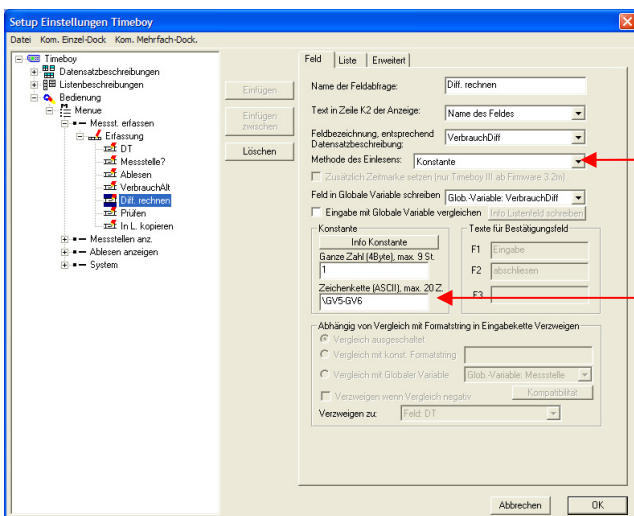 Setup Einstellungen Timeboy
Datei Kom. Einzel-Dock Kom. Mehrfach-Dock.
Timeboy
Datensatzbeschreibungen
Listenbeschreibungen
Bedienung
Menue
Messst. erfassen
Erfassung
DT
Messstelle?
Ablesen
VerbrauchAlt
Diff. rechnen
Prüfen
In L. kopieren
Messstellen anz.
Ablesen anzeigen
System
Einfügen
Einfügen
zwischen
Löschen
Feld Liste Erweitert
Name der Feldabfrage: Diff. rechnen
Text in Zeile K2 der Anzeige: Name des Feldes
Feldbezeichnung, entsprechend
Datensatzbeschreibung: VerbrauchDiff
Methode des Einlesens: Konstante
Zusätzlich Zeitmarke setzen (nur Timeboy III ab Firmware 3.2m)
Feld in Globale Variable schreiben Glob.-Variable: VerbrauchDiff
Eingabe mit Globale Variable vergleichen Info Listenfeld schreiben
Konstante
Info Konstante
Ganze Zahl (4Byte), max. 9 St.
1
Zeichenkette (ASCII), max. 20 Z.
\GV5-GV6
Texte für Bestätigungsfeld
F1 Eingabe
F2 abschliesen
F3
Abhängig von Vergleich mit Formatstring in Eingabekette Verzweigen
Vergleich ausgeschaltet
Vergleich mit konst. Formatstring
Vergleich mit Globaler Variable Glob.-Variable: Messstelle
Verzweigen wenn Vergleich negativ Kompatibilität
Verzweigen zu: Feld: DT
Abbrechen OK